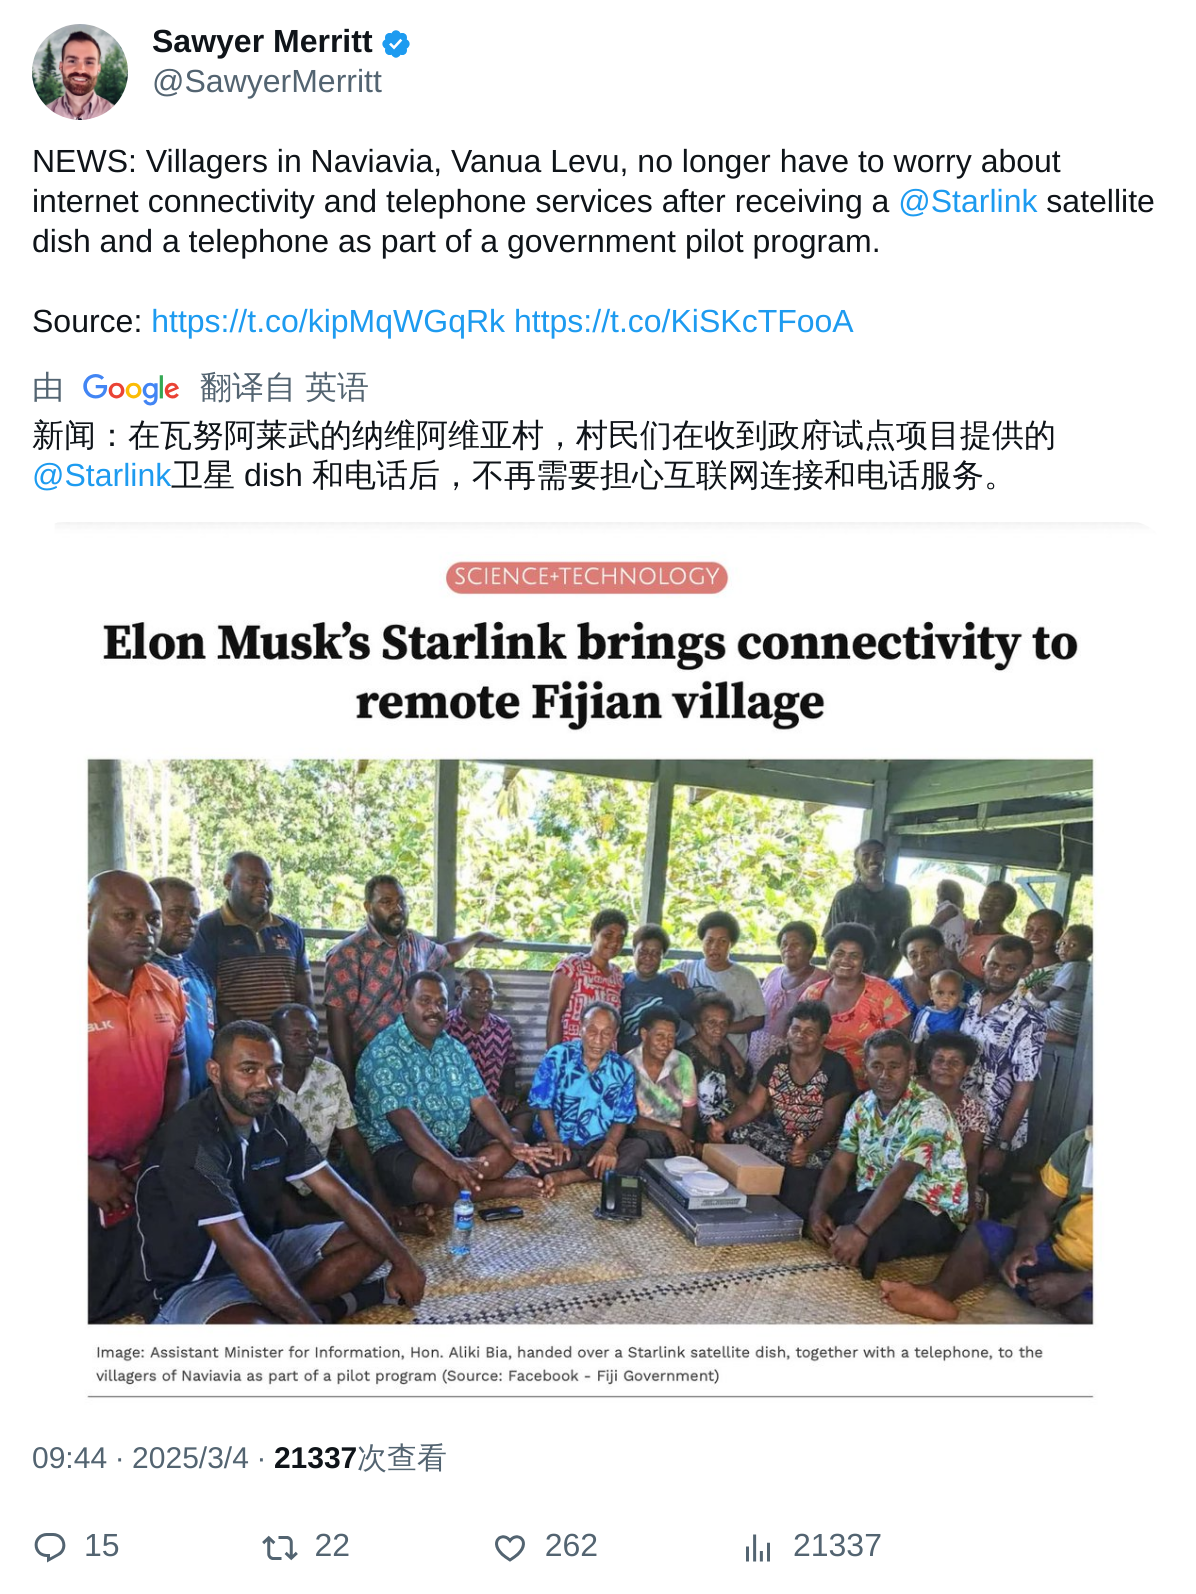 Sawyer Merritt
@SawyerMerritt
NEWS: Villagers in Naviavia, Vanua Levu, no longer have to worry about
internet connectivity and telephone services after receiving a @Starlink satellite
dish and a telephone as part of a government pilot program.
Source: https://t.co/kipMqWGqRk https://t.co/KiSKcTFooA
由 Google 翻译自 英语
新闻：在瓦努阿莱武的纳维阿维亚村，村民们在收到政府试点项目提供的
@Starlink卫星 dish 和电话后，不再需要担心互联网连接和电话服务。
SCIENCE+TECHNOLOGY
Elon Musk’s Starlink brings connectivity to
remote Fijian village
BLK
Image: Assistant Minister for Information, Hon. Aliki Bia, handed over a Starlink satellite dish, together with a telephone, to the
villagers of Naviavia as part of a pilot program (Source: Facebook - Fiji Government)
09:44 · 2025/3/4 · 21337次查看
15 22 262 21337